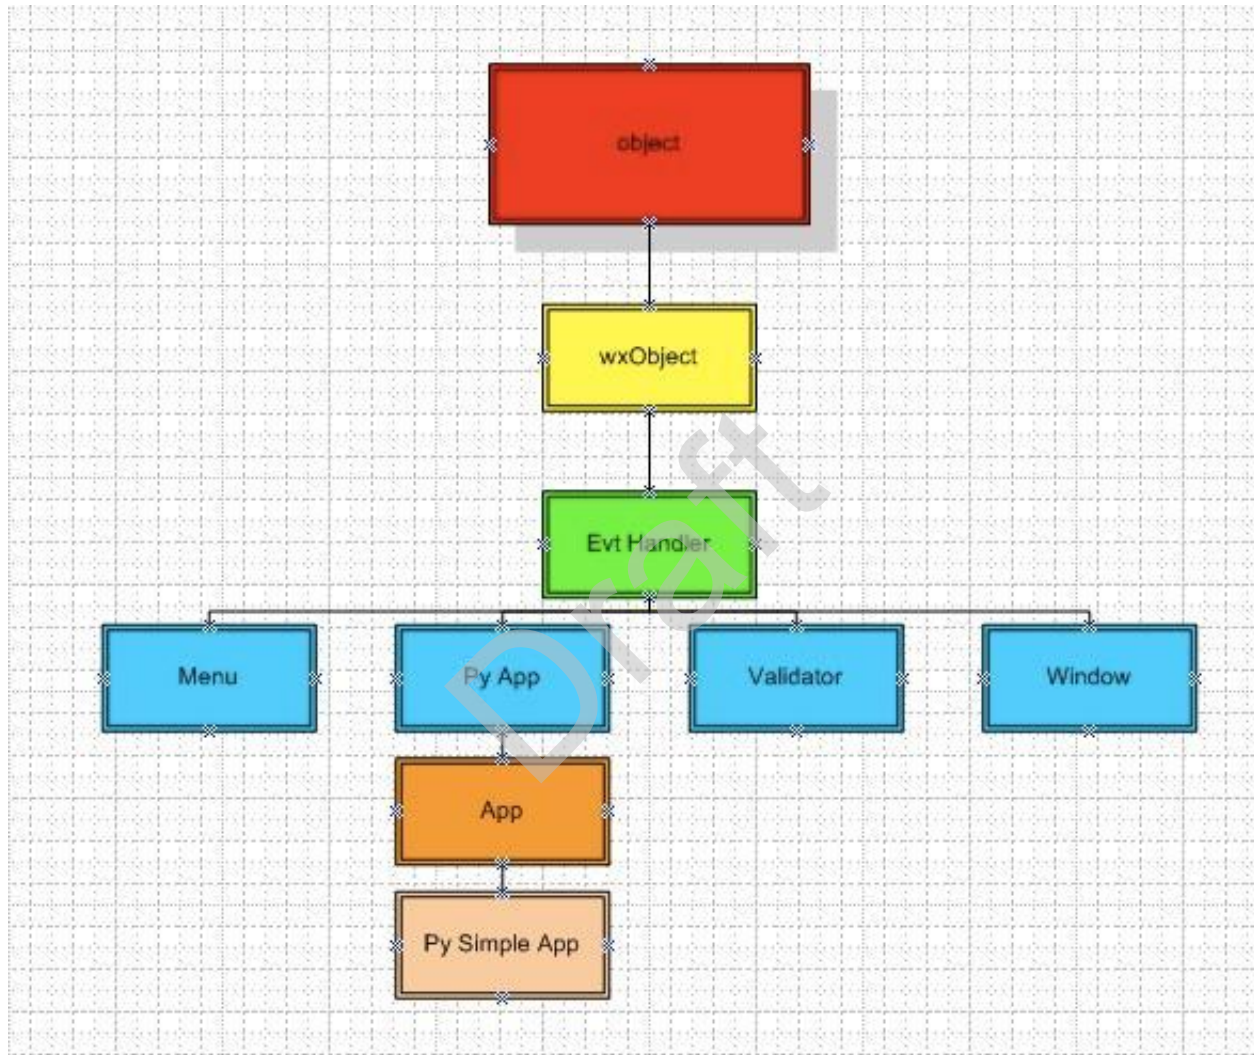 object
wxObject
Evt Handler
Menu
Py App
Validator
Window
App
Py Simple App
Draft